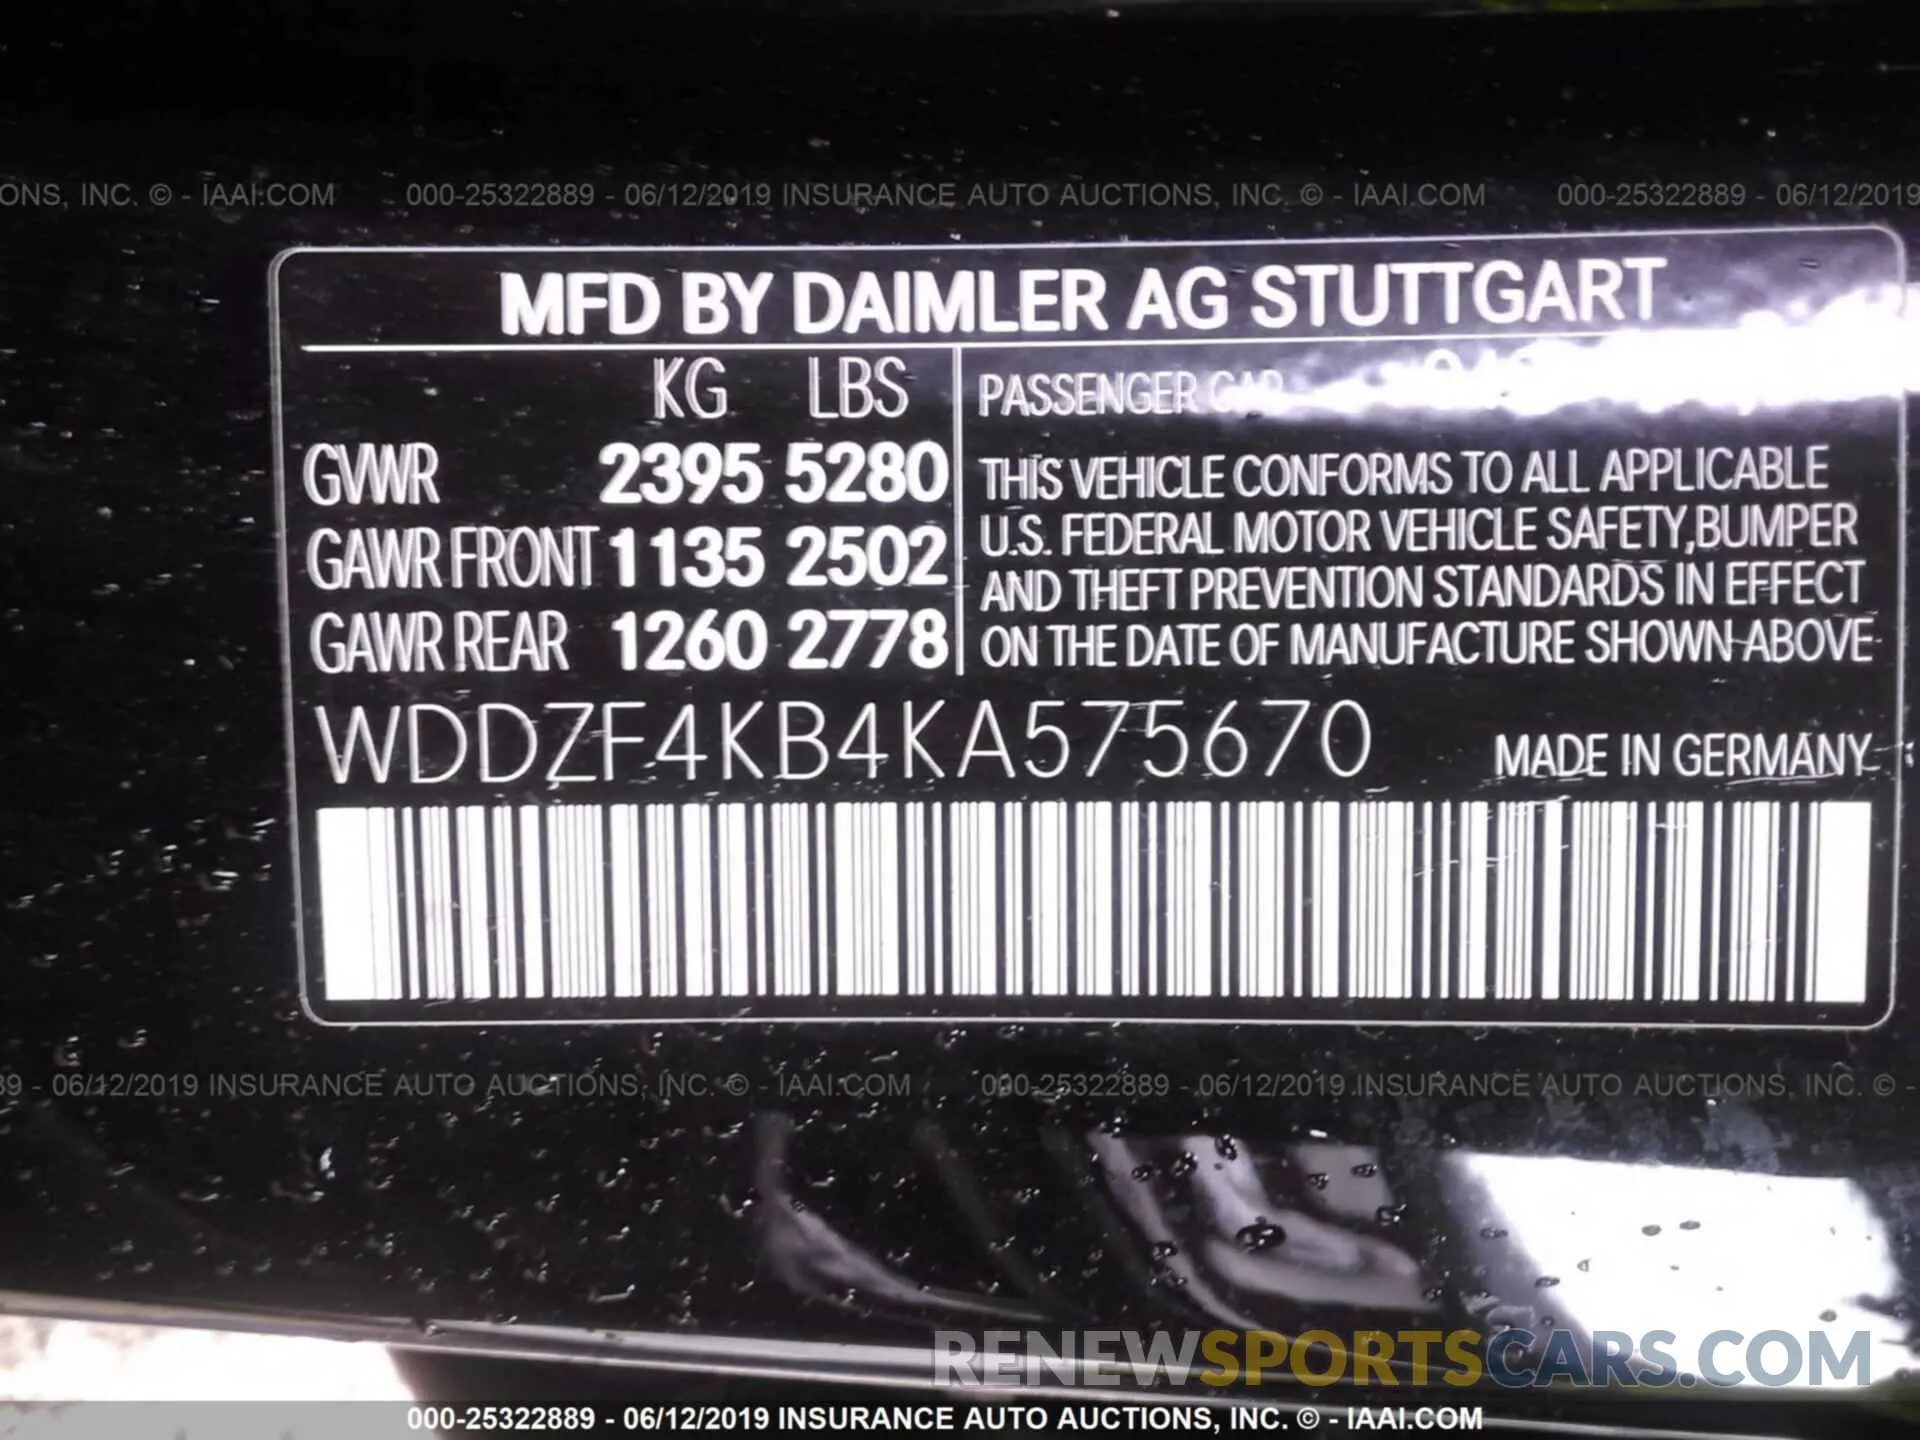 ONS, INC. © - IAAI.COM 000-25322889 - 06/12/2019 INSURANCE AUTO AUCTIONS, INC. © - IAAI.COM 000-25322889 - 06/12/2019
MFD BY DAIMLER AG STUTTGART
KG LBS
PASSENGER CAR
GVWR 2395 5280
GAWR FRONT 1135 2502
GAWR REAR 1260 2778
THIS VEHICLE CONFORMS TO ALL APPLICABLE
U.S. FEDERAL MOTOR VEHICLE SAFETY,BUMPER
AND THEFT PREVENTION STANDARDS IN EFFECT
ON THE DATE OF MANUFACTURE SHOWN ABOVE
WDDZF4KB4KA575670
MADE IN GERMANY
89 - 06/12/2019 INSURANCE AUTO AUCTIONS, INC. © - IAAI.COM 000-25322889 - 06/12/2019 INSURANCE AUTO AUCTIONS, INC. © -
RENEWSPORTSCARS.COM
000-25322889 - 06/12/2019 INSURANCE AUTO AUCTIONS, INC. © - IAAI.COM